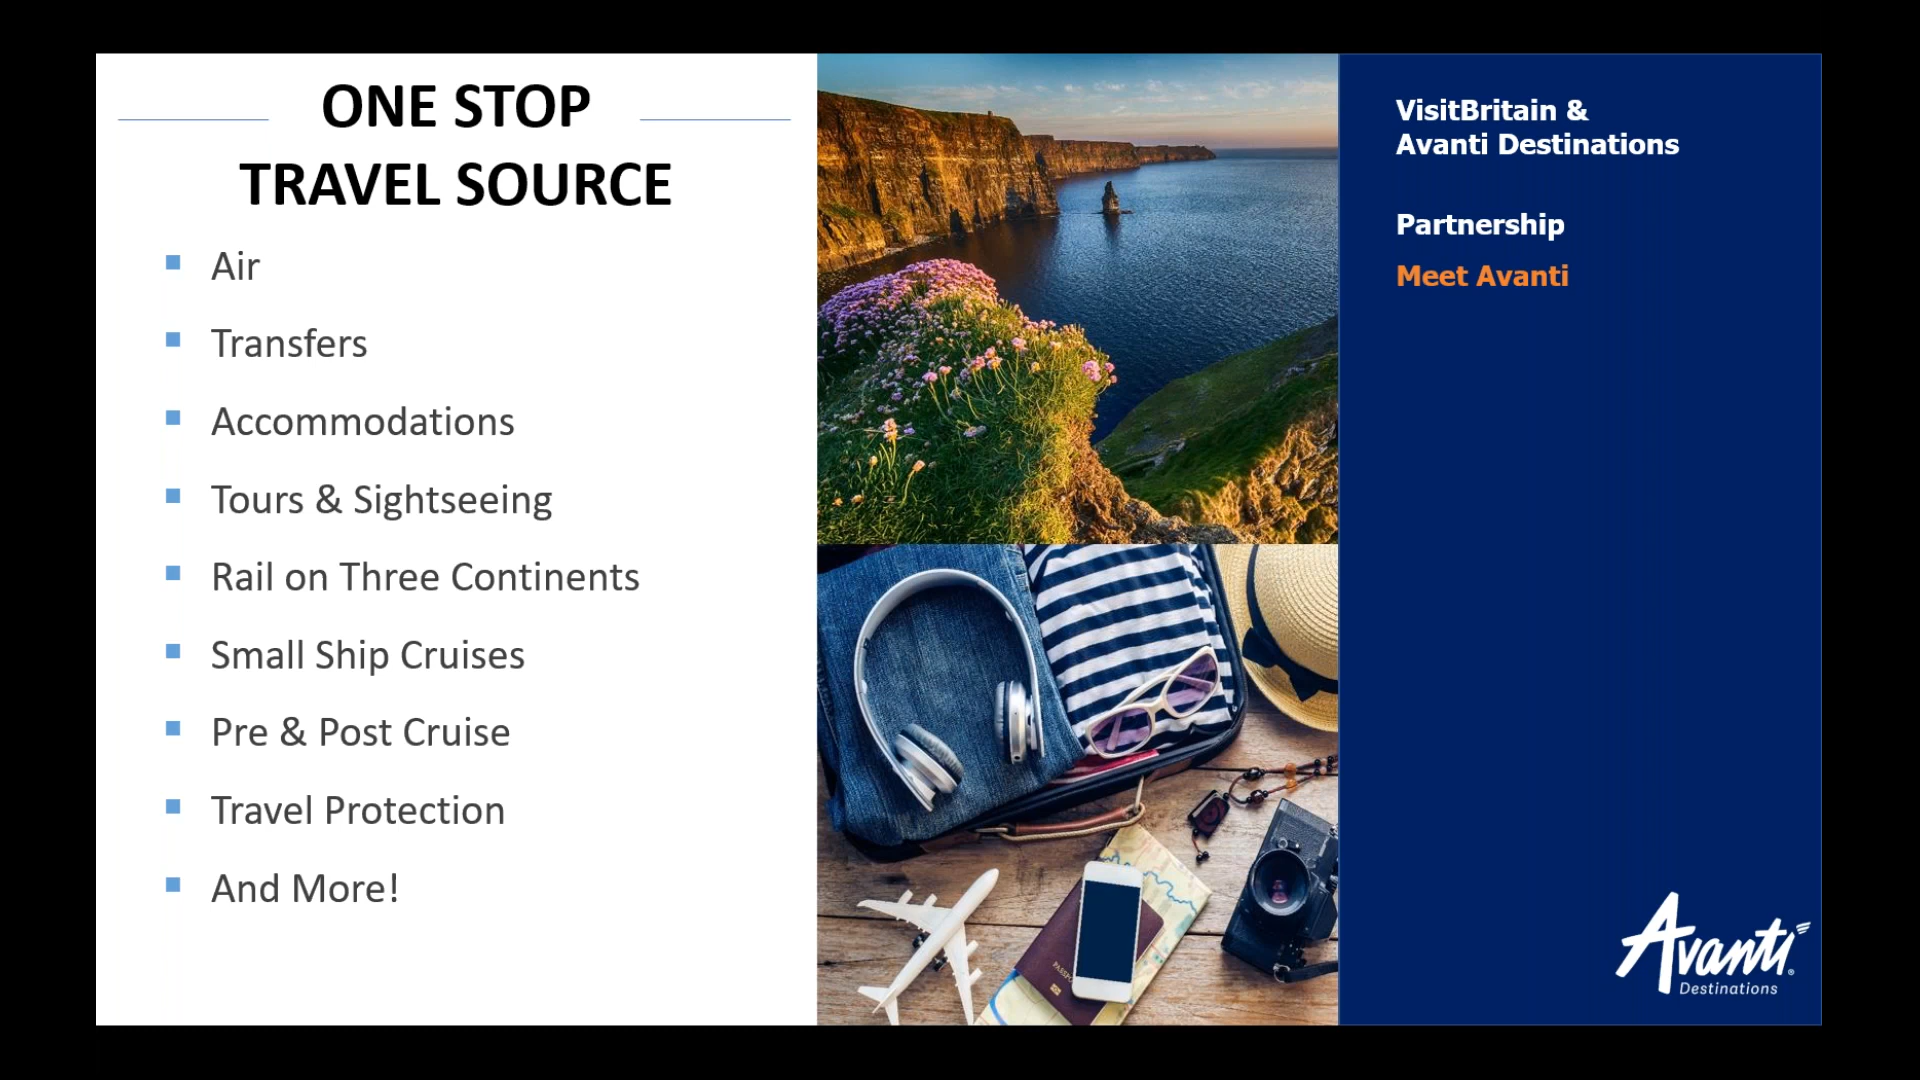 ONE STOP
TRAVEL SOURCE
Air
Transfers
Accommodations
Tours & Sightseeing
Rail on Three Continents
Small Ship Cruises
Pre & Post Cruise
Travel Protection
And More!
VisitBritain &
Avanti Destinations
Partnership
Meet Avanti
Avanti®
Destinations